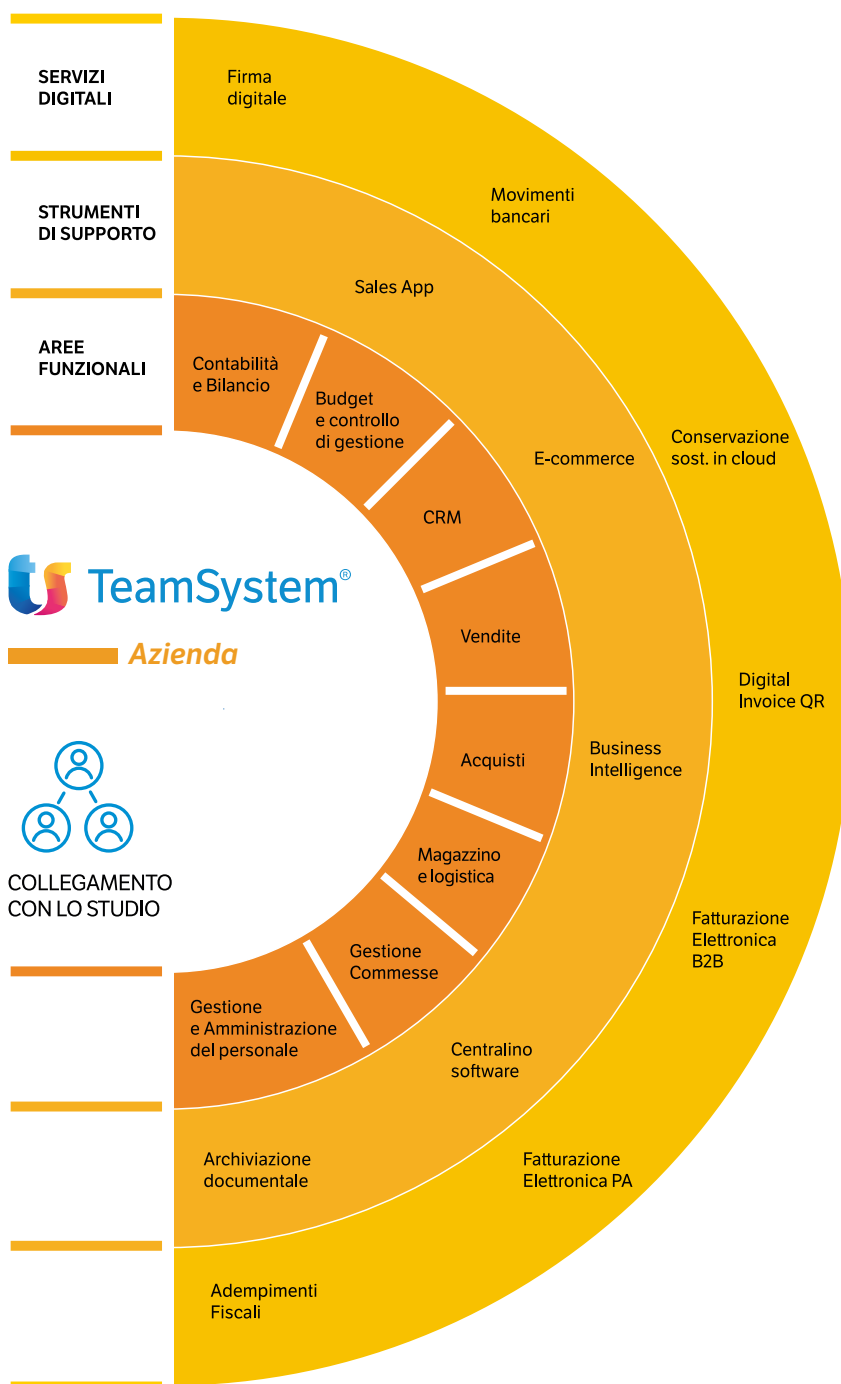 SERVIZI
DIGITALI
Firma
digitale
Movimenti
bancari
Conservazione
sost. in cloud
Digital
Invoice QR
Fatturazione
Elettronica
B2B
Fatturazione
Elettronica PA
Adempimenti
Fiscali
STRUMENTI
DI SUPPORTO
Sales App
E-commerce
Business
Intelligence
Centralino
software
Archiviazione
documentale
AREE
FUNZIONALI
Contabilità
e Bilancio
Budget
e controllo
di gestione
CRM
Vendite
Acquisti
Magazzino
e logistica
Gestione
Commesse
Gestione
e Amministrazione
del personale
TeamSystem®
Azienda
COLLEGAMENTO
CON LO STUDIO